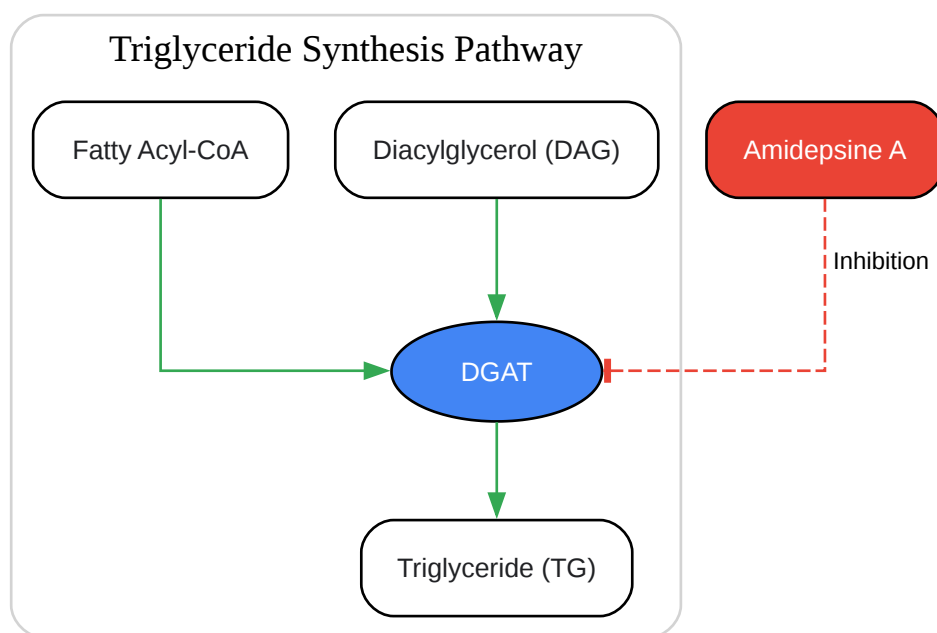 Triglyceride Synthesis Pathway
Fatty Acyl-CoA
Diacylglycerol (DAG)
Amidepsine A
Inhibition
DGAT
Triglyceride (TG)